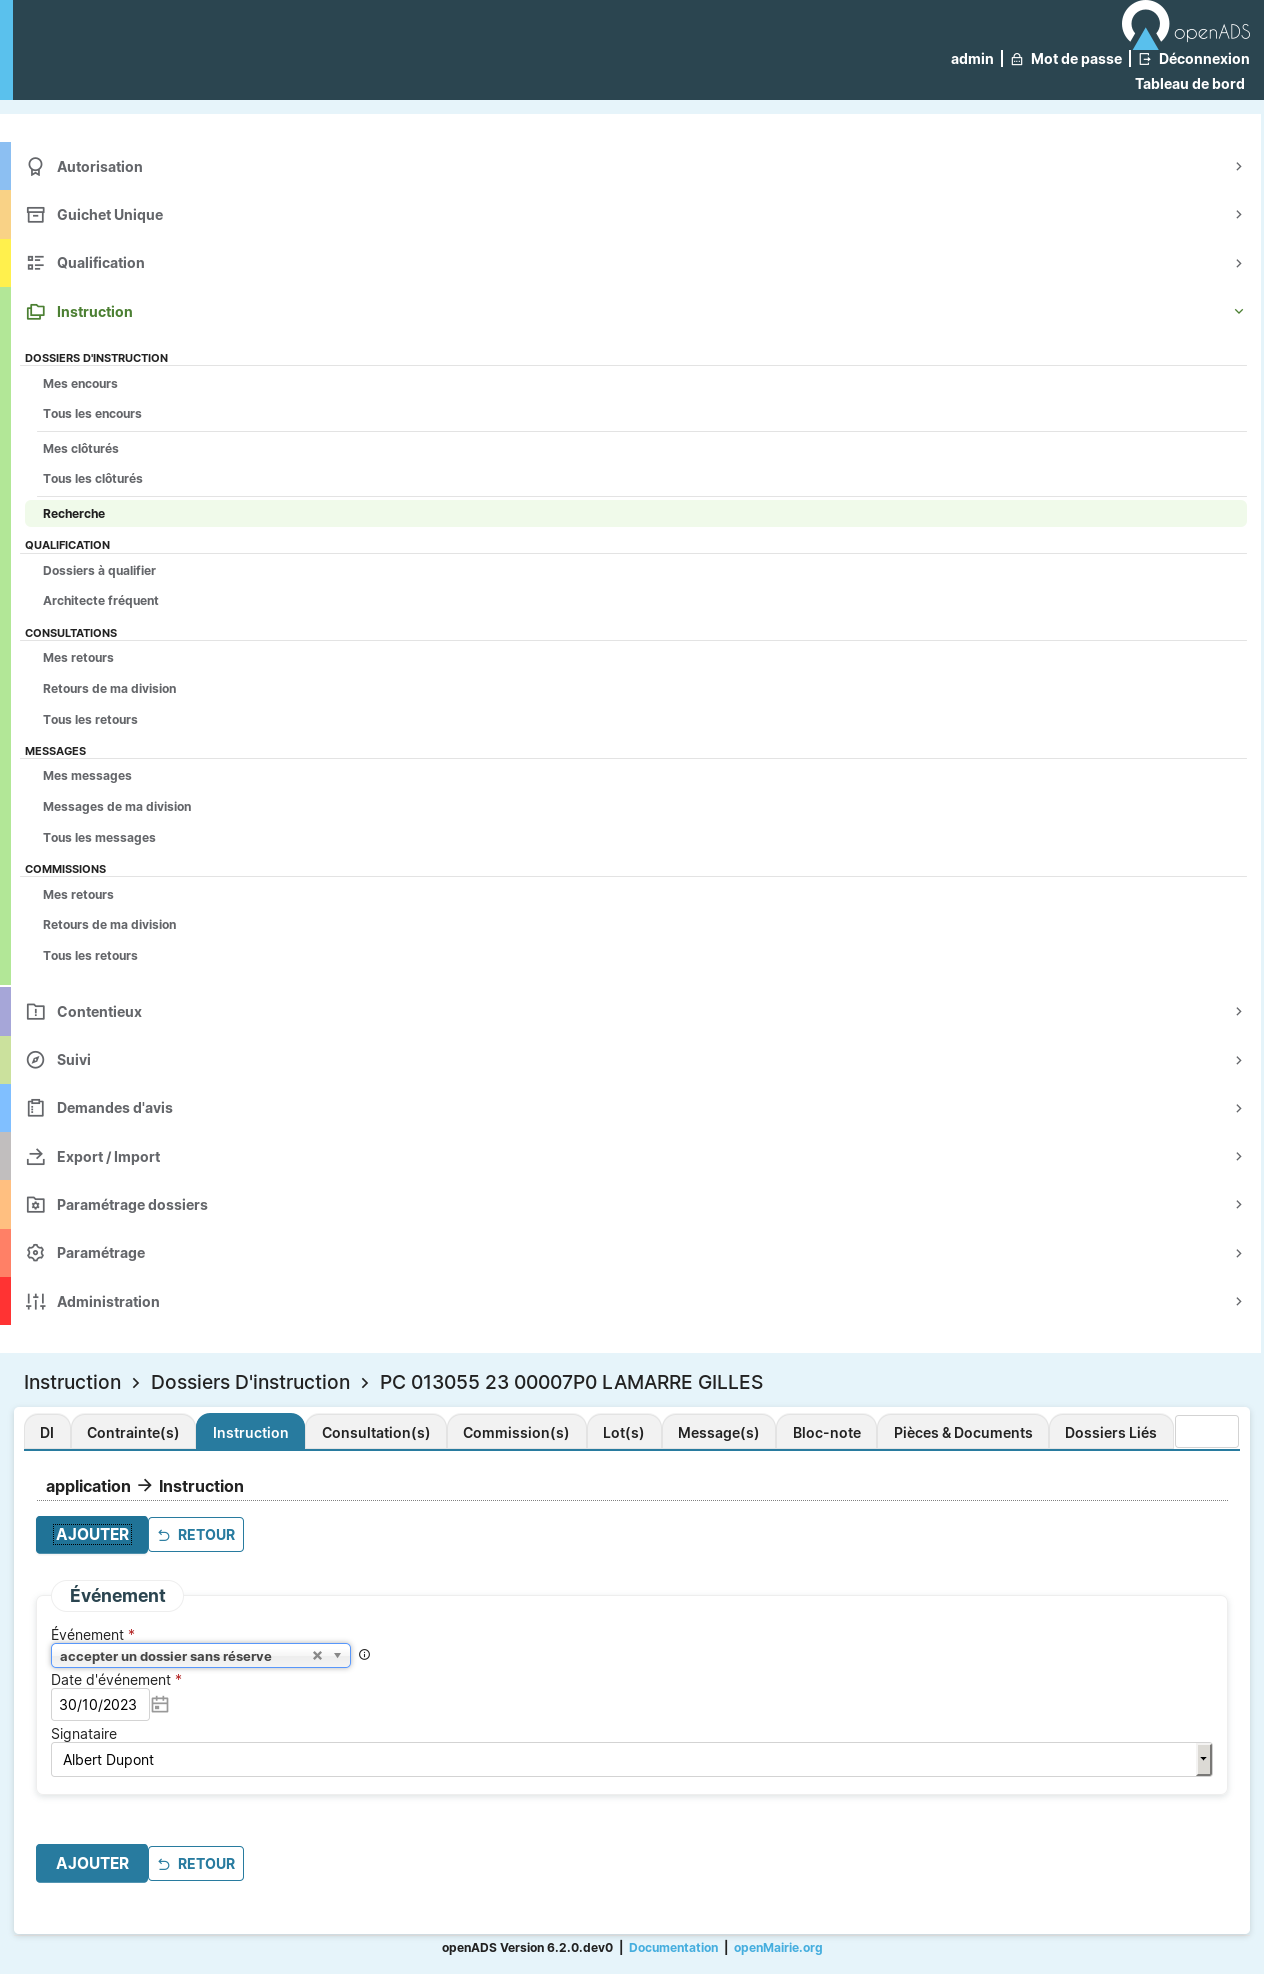 openADS
admin | Mot de passe | Déconnexion
Tableau de bord
Autorisation
Guichet Unique
Qualification
Instruction
DOSSIERS D'INSTRUCTION
Mes encours
Tous les encours
Mes clôturés
Tous les clôturés
Recherche
QUALIFICATION
Dossiers à qualifier
Architecte fréquent
CONSULTATIONS
Mes retours
Retours de ma division
Tous les retours
MESSAGES
Mes messages
Messages de ma division
Tous les messages
COMMISSIONS
Mes retours
Retours de ma division
Tous les retours
Contentieux
Suivi
Demandes d'avis
Export / Import
Paramétrage dossiers
Paramétrage
Administration
Instruction > Dossiers D'instruction > PC 013055 23 00007P0 LAMARRE GILLES
DI Contrainte(s) Instruction Consultation(s) Commission(s) Lot(s) Message(s) Bloc-note Pièces & Documents Dossiers Liés
application → Instruction
AJOUTER RETOUR
Événement
Événement *
accepter un dossier sans réserve
Date d'événement *
30/10/2023
Signataire
Albert Dupont
AJOUTER RETOUR
openADS Version 6.2.0.dev0 | Documentation | openMairie.org